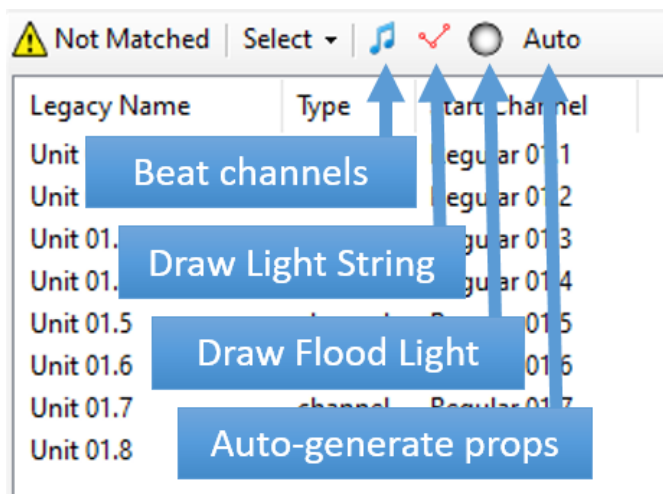 Not Matched Select Auto
Legacy Name Type Start Channel
Unit Regular 01.1
Beat channels
Unit Regular 01.2
Unit 01. Regular 01.3
Draw Light String
Unit 01. Regular 01.4
Unit 01.5 01.5
Draw Flood Light
Unit 01.6 01.6
Unit 01.7 channel Regular 01.7
Auto-generate props
Unit 01.8